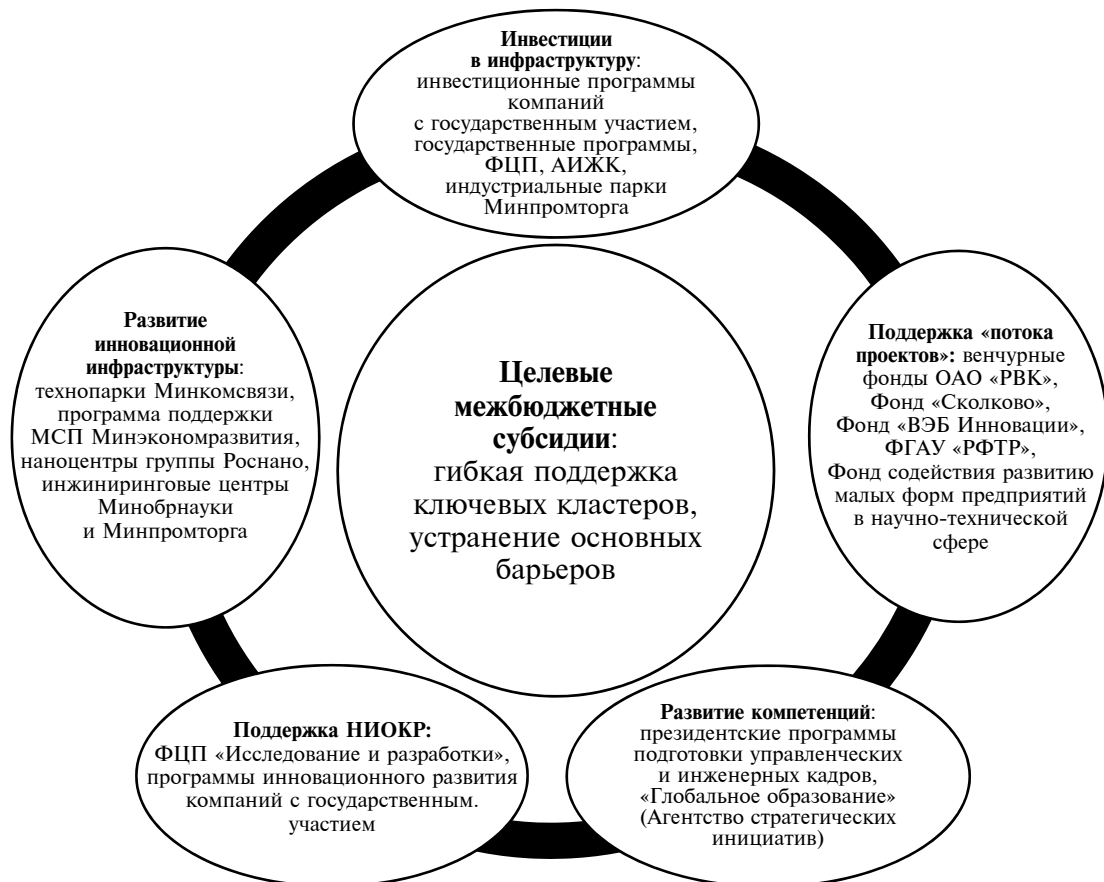 Инвестиции
в инфраструктуру:
инвестиционные программы
компаний
с государственным участием,
государственные программы,
ФЦП, АИЖК,
индустриальные парки
Минпромторга
Развитие
инновационной
инфраструктуры:
технопарки Минкомсвязи,
программа поддержки
МСП Минэкономразвития,
наноцентры группы Роснано,
инжиниринговые центры
Минобрнауки
и Минпромторга
Целевые
межбюджетные
субсидии:
гибкая поддержка
ключевых кластеров,
устранение основных
барьеров
Поддержка «потока
проектов»: венчурные
фонды ОАО «РВК»,
Фонд «Сколково»,
Фонд «ВЭБ Инновации»,
ФГАУ «РФТР»,
Фонд содействия развитию
малых форм предприятий
в научно-технической
сфере
Поддержка НИОКР:
ФЦП «Исследование и разработки»,
программы инновационного развития
компаний с государственным.
участием
Развитие компетенций:
президентские программы
подготовки управленческих
и инженерных кадров,
«Глобальное образование»
(Агентство стратегических
инициатив)